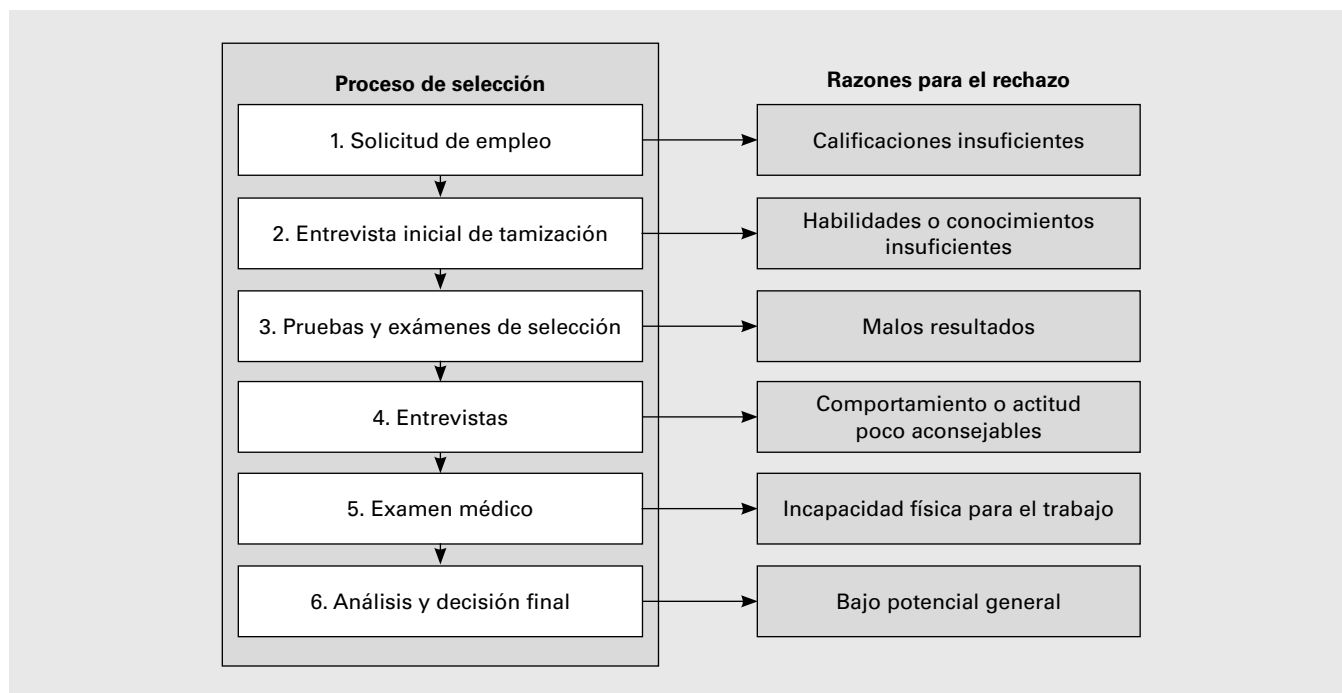 Proceso de selección
Razones para el rechazo
1. Solicitud de empleo
Calificaciones insuficientes
2. Entrevista inicial de tamización
Habilidades o conocimientos
insuficientes
3. Pruebas y exámenes de selección
Malos resultados
4. Entrevistas
Comportamiento o actitud
poco aconsejables
5. Examen médico
Incapacidad física para el trabajo
6. Análisis y decisión final
Bajo potencial general